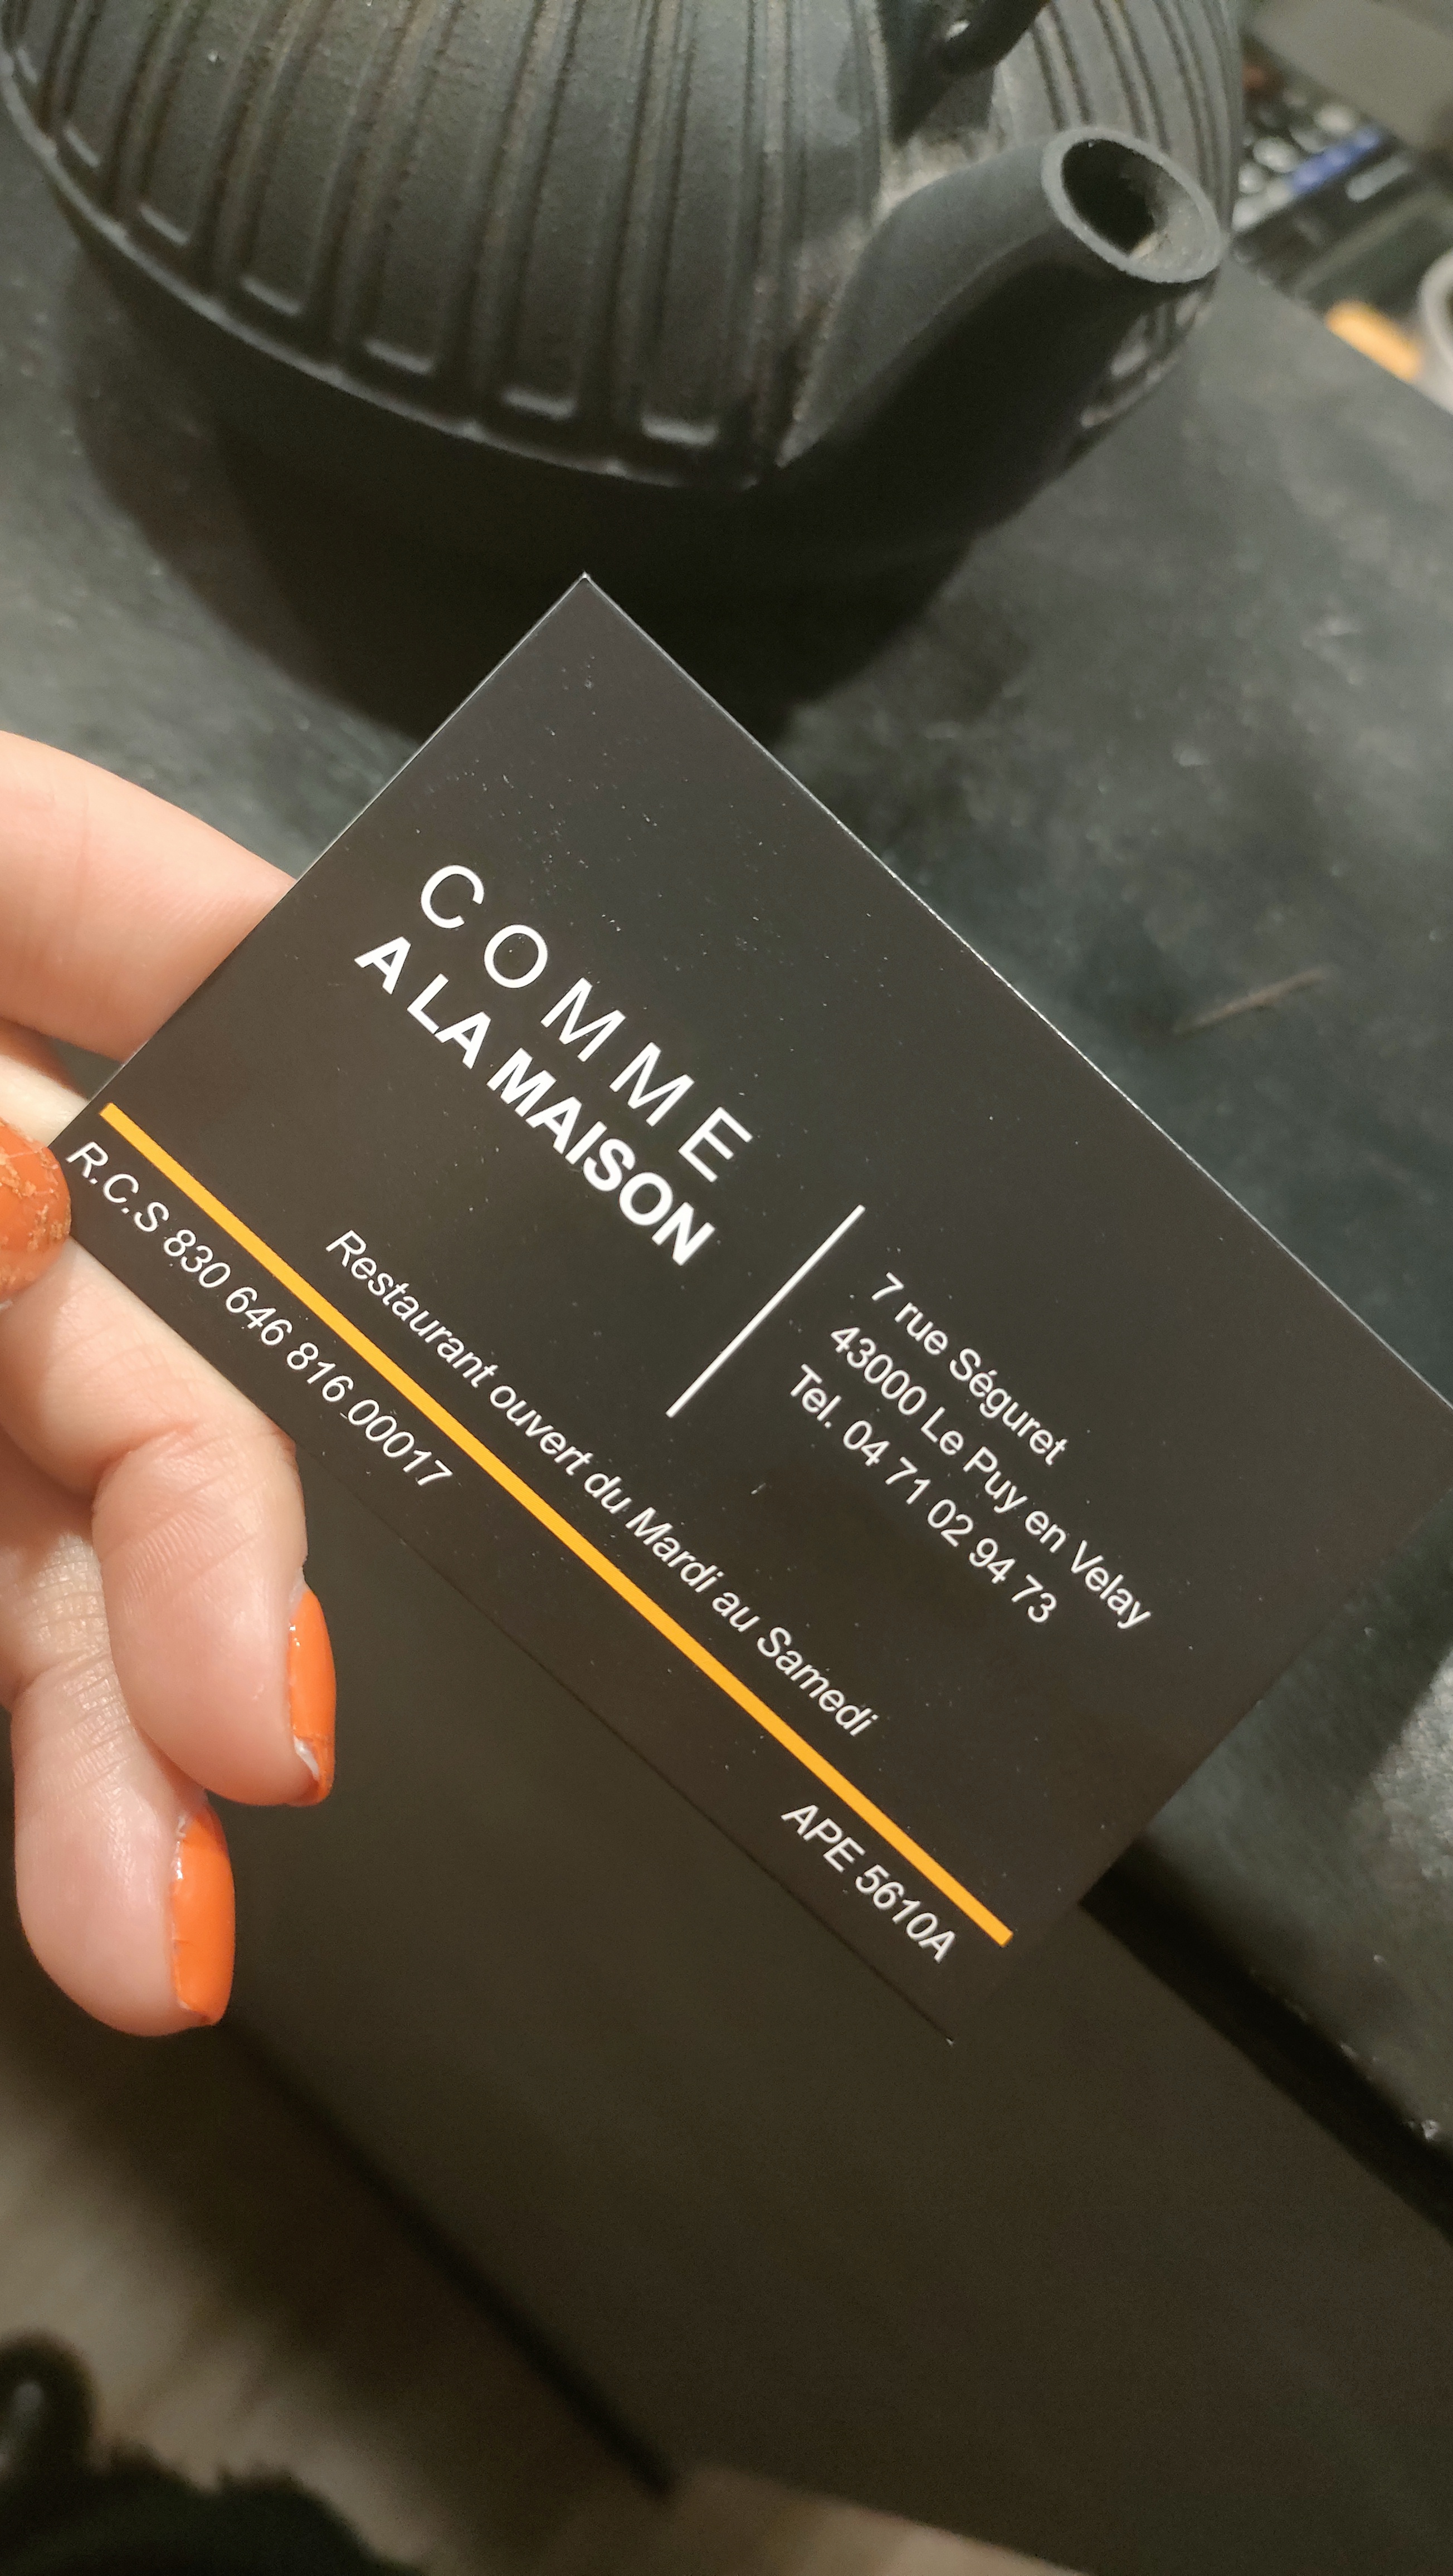 COMME
A LA MAISON
7 rue Séguret
43000 Le Puy en Velay
Tel. 04 71 02 94 73
Restaurant ouvert du Mardi au Samedi
R.C.S 830 646 816 00017
APE 5610A